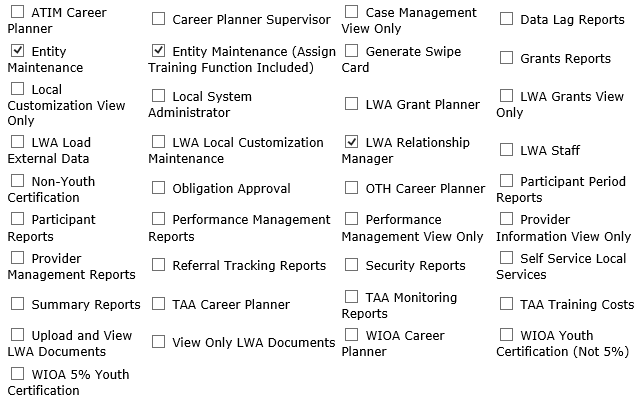 ATIM Career
Planner
Career Planner Supervisor
Case Management
View Only
Data Lag Reports
Entity
Maintenance
Entity Maintenance (Assign
Training Function Included)
Generate Swipe
Card
Grants Reports
Local
Customization View
Only
Local System
Administrator
LWA Grant Planner
LWA Grants View
Only
LWA Load
External Data
LWA Local Customization
Maintenance
LWA Relationship
Manager
LWA Staff
Non-Youth
Certification
Obligation Approval
OTH Career Planner
Participant Period
Reports
Participant
Reports
Performance Management
Reports
Performance
Management View Only
Provider
Information View Only
Provider
Management Reports
Referral Tracking Reports
Security Reports
Self Service Local
Services
Summary Reports
TAA Career Planner
TAA Monitoring
Reports
TAA Training Costs
Upload and View
LWA Documents
View Only LWA Documents
WIOA Career
Planner
WIOA Youth
Certification (Not 5%)
WIOA 5% Youth
Certification